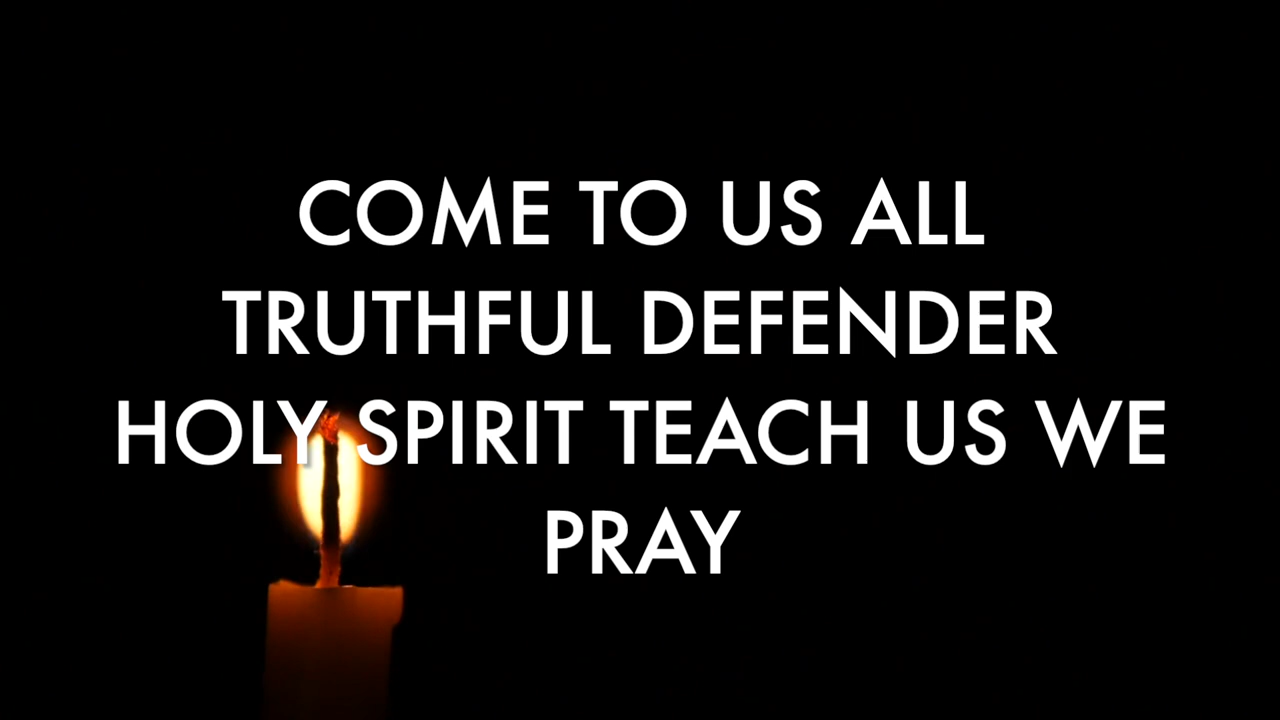 COME TO US ALL
TRUTHFUL DEFENDER
HOLY SPIRIT TEACH US WE
PRAY